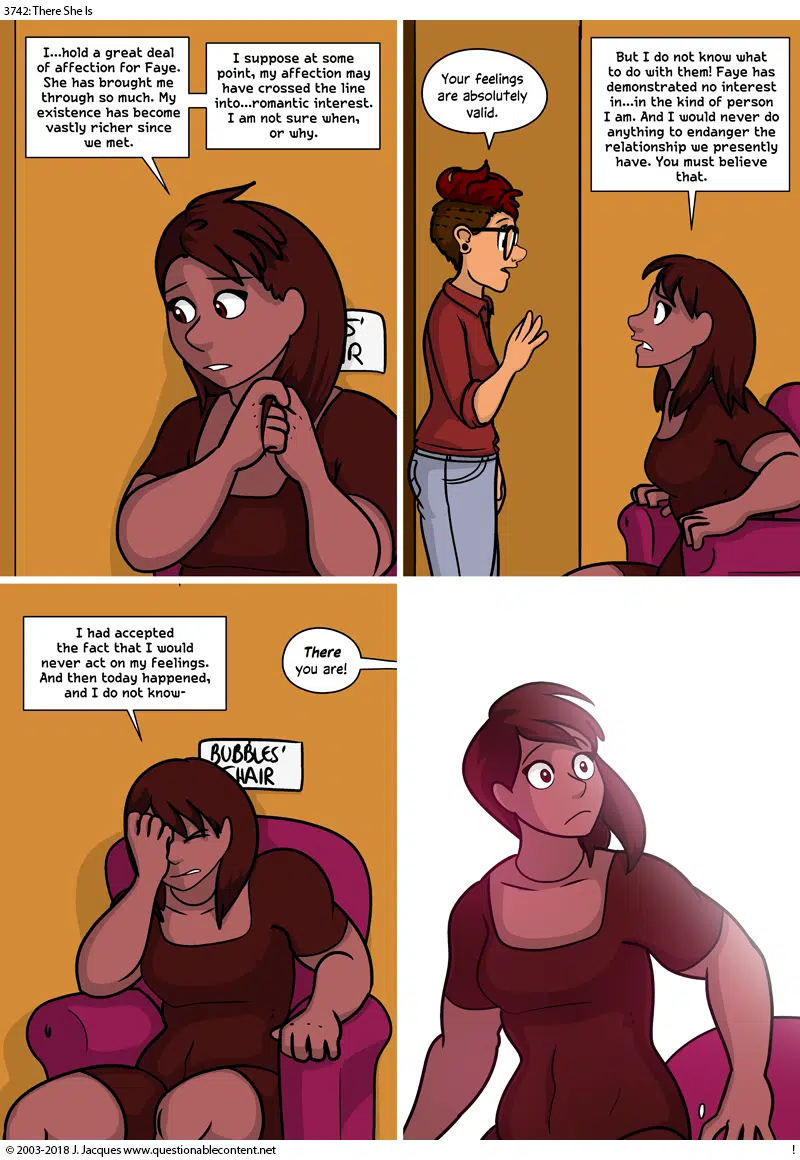 3742: There She Is
I...hold a great deal
of affection for Faye.
She has brought me
through so much. My
existence has become
vastly richer since
we met.
I suppose at some
point, my affection may
have crossed the line
into...romantic interest.
I am not sure when,
or why.
S'
R
Your feelings
are absolutely
valid.
But I do not know what
to do with them! Faye has
demonstrated no interest
in...in the kind of person
I am. And I would never do
anything to endanger the
relationship we presently
have. You must believe
that.
I had accepted
the fact that I would
never act on my feelings.
And then today happened,
and I do not know-
There
you are!
BUBBLES'
CHAIR
© 2003-2018 J. Jacques www.questionablecontent.net
!